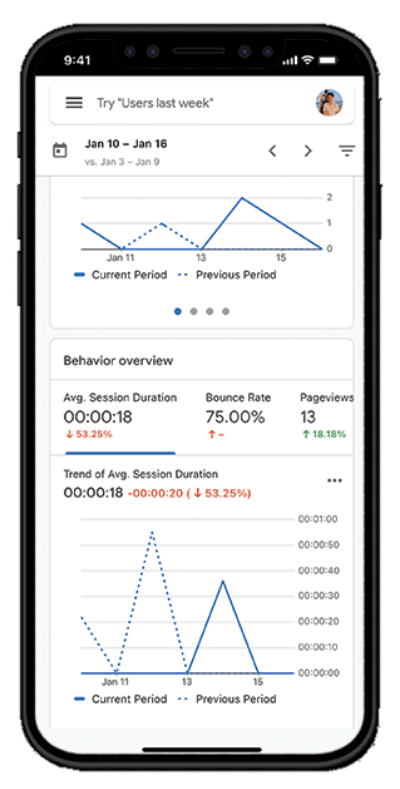 9:41
Try "Users last week"
Jan 10 – Jan 16
vs. Jan 3 – Jan 9
2
1
0
Jan 11 13 15
Current Period Previous Period
Behavior overview
Avg. Session Duration Bounce Rate Pageviews
00:00:18 75.00% 13
↓ 53.25% ↑ – ↑ 18.18%
Trend of Avg. Session Duration
00:00:18 -00:00:20 ( ↓ 53.25%)
00:01:00
00:00:50
00:00:40
00:00:30
00:00:20
00:00:10
00:00:00
Jan 11 13 15
Current Period Previous Period